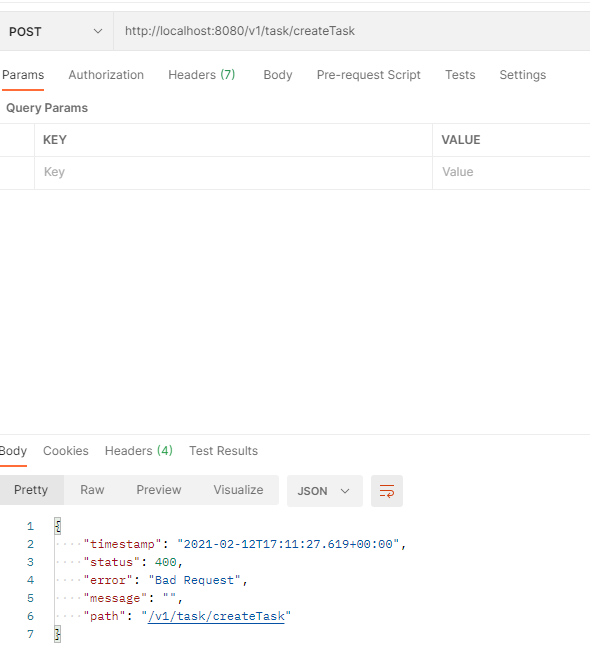 POST http://localhost:8080/v1/task/createTask
Params Authorization Headers (7) Body Pre-request Script Tests Settings
Query Params
KEY VALUE
Key Value
Body Cookies Headers (4) Test Results
Pretty Raw Preview Visualize JSON
1 {
2 "timestamp": "2021-02-12T17:11:27.619+00:00",
3 "status": 400,
4 "error": "Bad Request",
5 "message": "",
6 "path": "/v1/task/createTask"
7 }